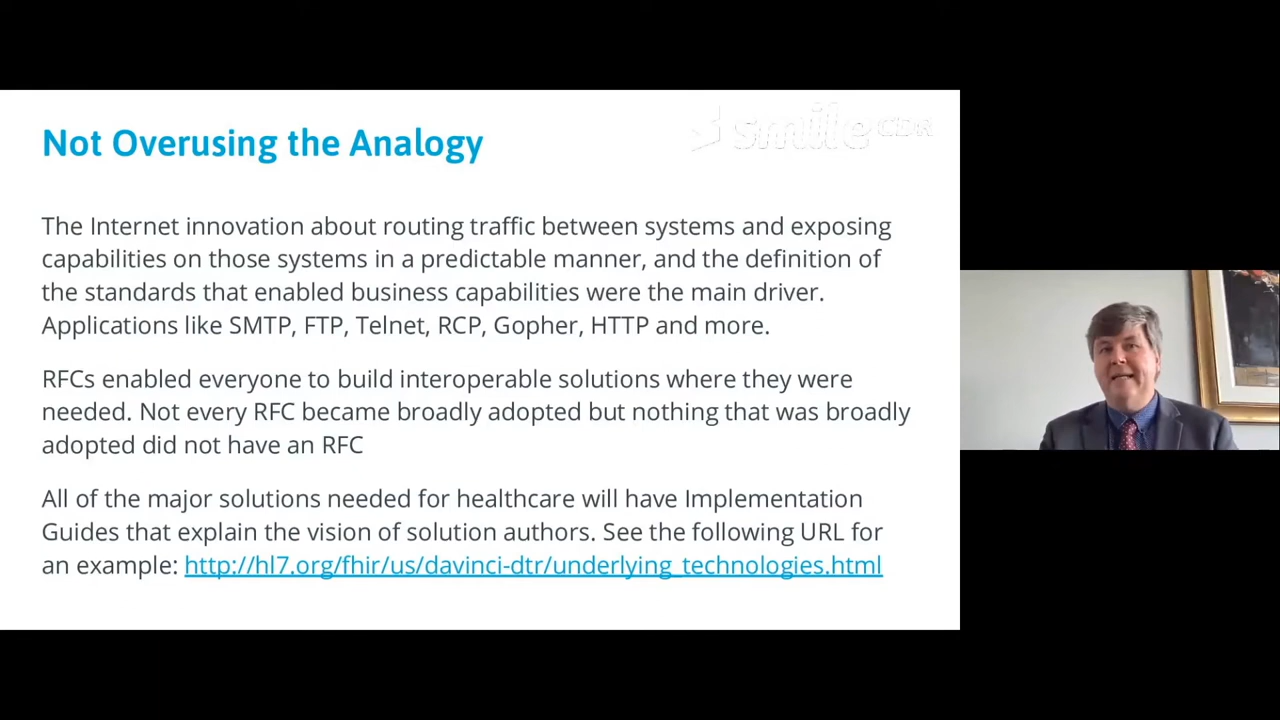 Not Overusing the Analogy
smile CDR
The Internet innovation about routing traffic between systems and exposing
capabilities on those systems in a predictable manner, and the definition of
the standards that enabled business capabilities were the main driver.
Applications like SMTP, FTP, Telnet, RCP, Gopher, HTTP and more.
RFCs enabled everyone to build interoperable solutions where they were
needed. Not every RFC became broadly adopted but nothing that was broadly
adopted did not have an RFC
All of the major solutions needed for healthcare will have Implementation
Guides that explain the vision of solution authors. See the following URL for
an example: http://hl7.org/fhir/us/davinci-dtr/underlying_technologies.html